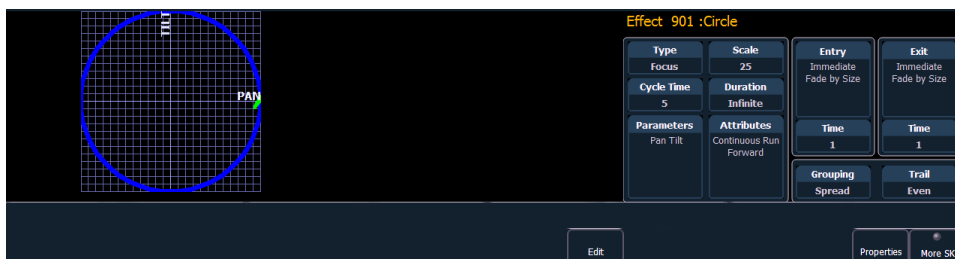 Effect 901 :Circle
TILT
PAN
Type
Focus
Scale
25
Cycle Time
5
Duration
Infinite
Parameters
Pan Tilt
Attributes
Continuous Run
Forward
Entry
Immediate
Fade by Size
Time
1
Exit
Immediate
Fade by Size
Time
1
Grouping
Spread
Trail
Even
Edit
Properties
More SK